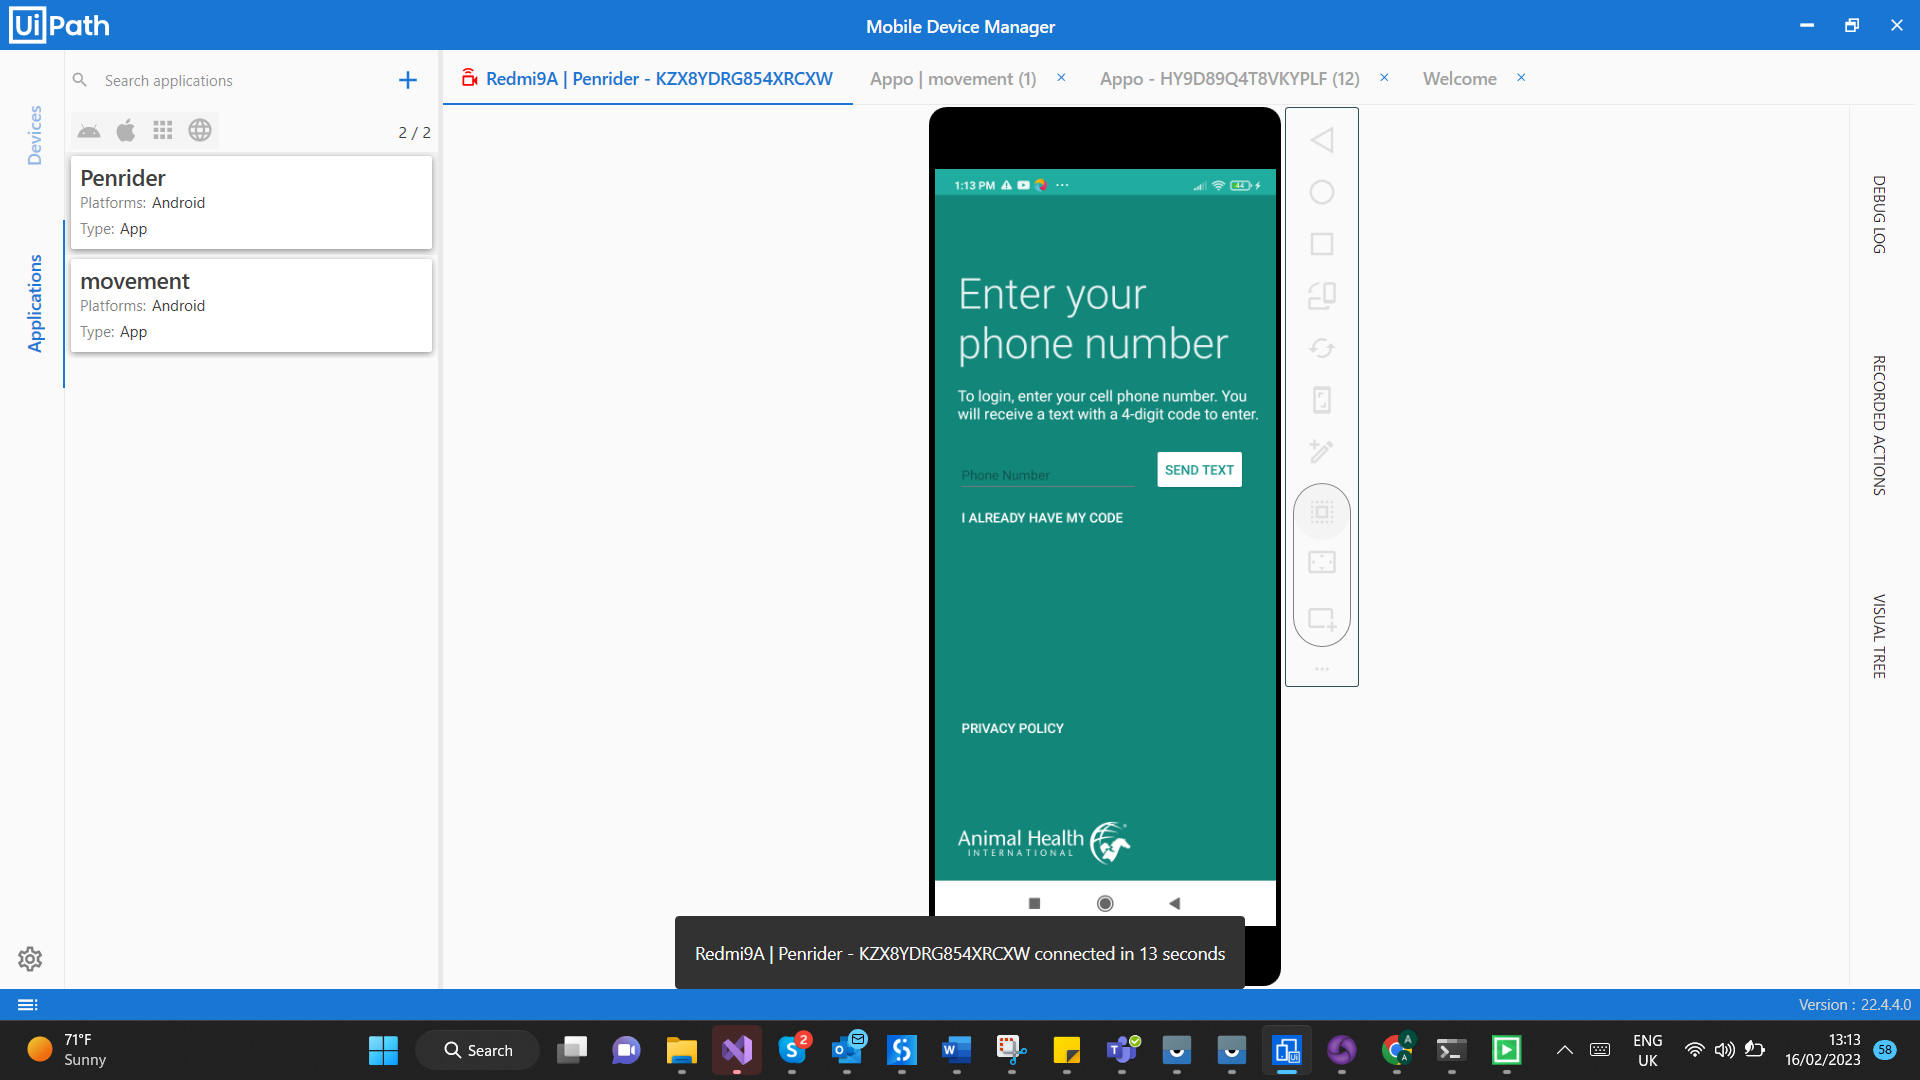 UiPath
Mobile Device Manager
Search applications
Redmi9A | Penrider - KZX8YDRG854XRCXW
Appo | movement (1)
Appo - HY9D89Q4T8VKYPLF (12)
Welcome
Devices
Applications
2 / 2
Penrider
Platforms: Android
Type: App
movement
Platforms: Android
Type: App
1:13 PM
44
Enter your
phone number
To login, enter your cell phone number. You
will receive a text with a 4-digit code to enter.
Phone Number
SEND TEXT
I ALREADY HAVE MY CODE
PRIVACY POLICY
Animal Health
INTERNATIONAL
DEBUG LOG
RECORDED ACTIONS
VISUAL TREE
Redmi9A | Penrider - KZX8YDRG854XRCXW connected in 13 seconds
Version : 22.4.4.0
71°F
Sunny
Search
2
ENG
UK
13:13
16/02/2023
58